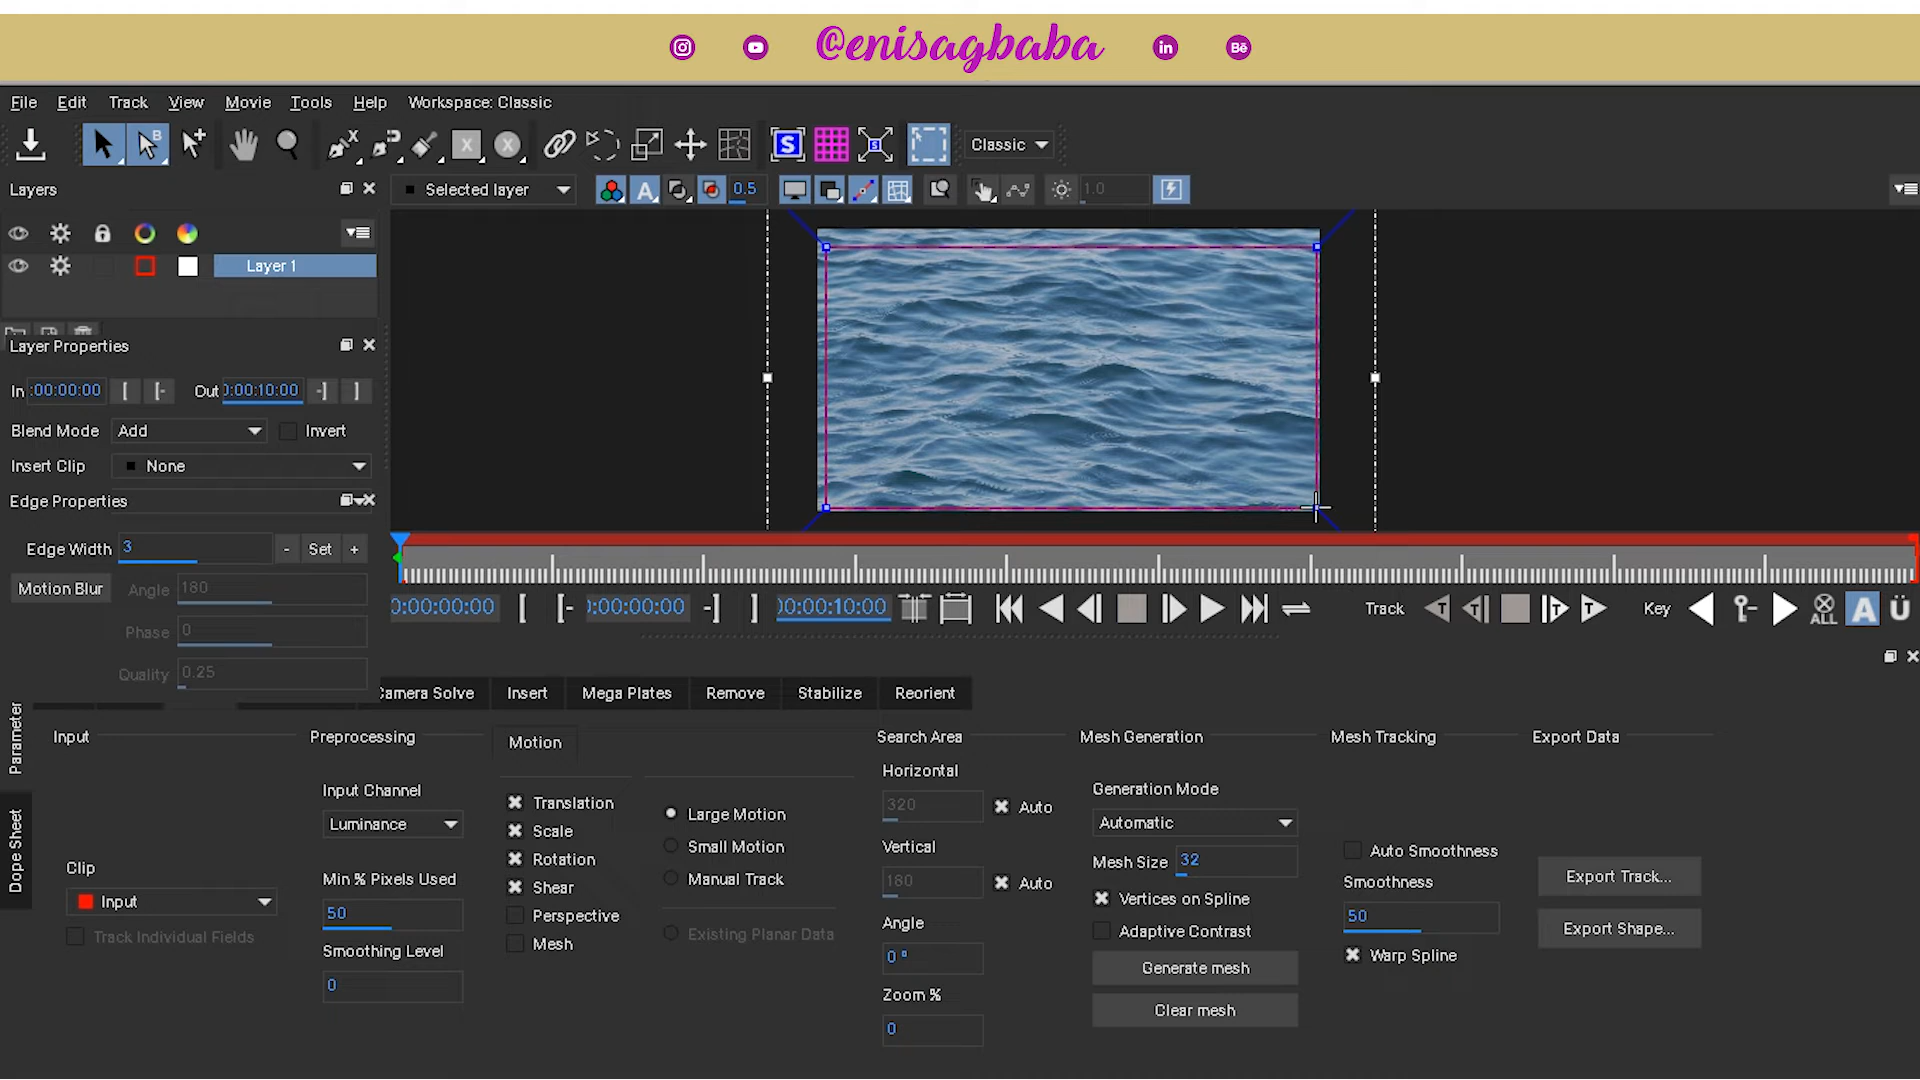 @enisagbaba
in
Bē
File Edit Track View Movie Tools Help Workspace: Classic
B X X X S S Classic
Layers
Selected layer A 0.5 1.0
Layer 1
Layer Properties
In :00:00:00 [ [- Out 0:00:10:00 -] ]
Blend Mode Add Invert
Insert Clip None
Edge Properties
Edge Width 3 - Set +
Motion Blur Angle 180
Phase 0
Quality 0.25
0:00:00:00 [ [- :00:00:00 -] ] 00:00:10:00 Track T T T T Key ALL A Ü
Camera Solve Insert Mega Plates Remove Stabilize Reorient
Parameter
Dope Sheet
Input
Clip
Input
Track Individual Fields
Preprocessing
Input Channel
Luminance
Min % Pixels Used
50
Smoothing Level
0
Motion
Translation
Scale
Rotation
Shear
Perspective
Mesh
Large Motion
Small Motion
Manual Track
Existing Planar Data
Search Area
Horizontal
320 Auto
Vertical
180 Auto
Angle
0 º
Zoom %
0
Mesh Generation
Generation Mode
Automatic
Mesh Size 32
Vertices on Spline
Adaptive Contrast
Generate mesh
Clear mesh
Mesh Tracking
Auto Smoothness
Smoothness
50
Warp Spline
Export Data
Export Track...
Export Shape...